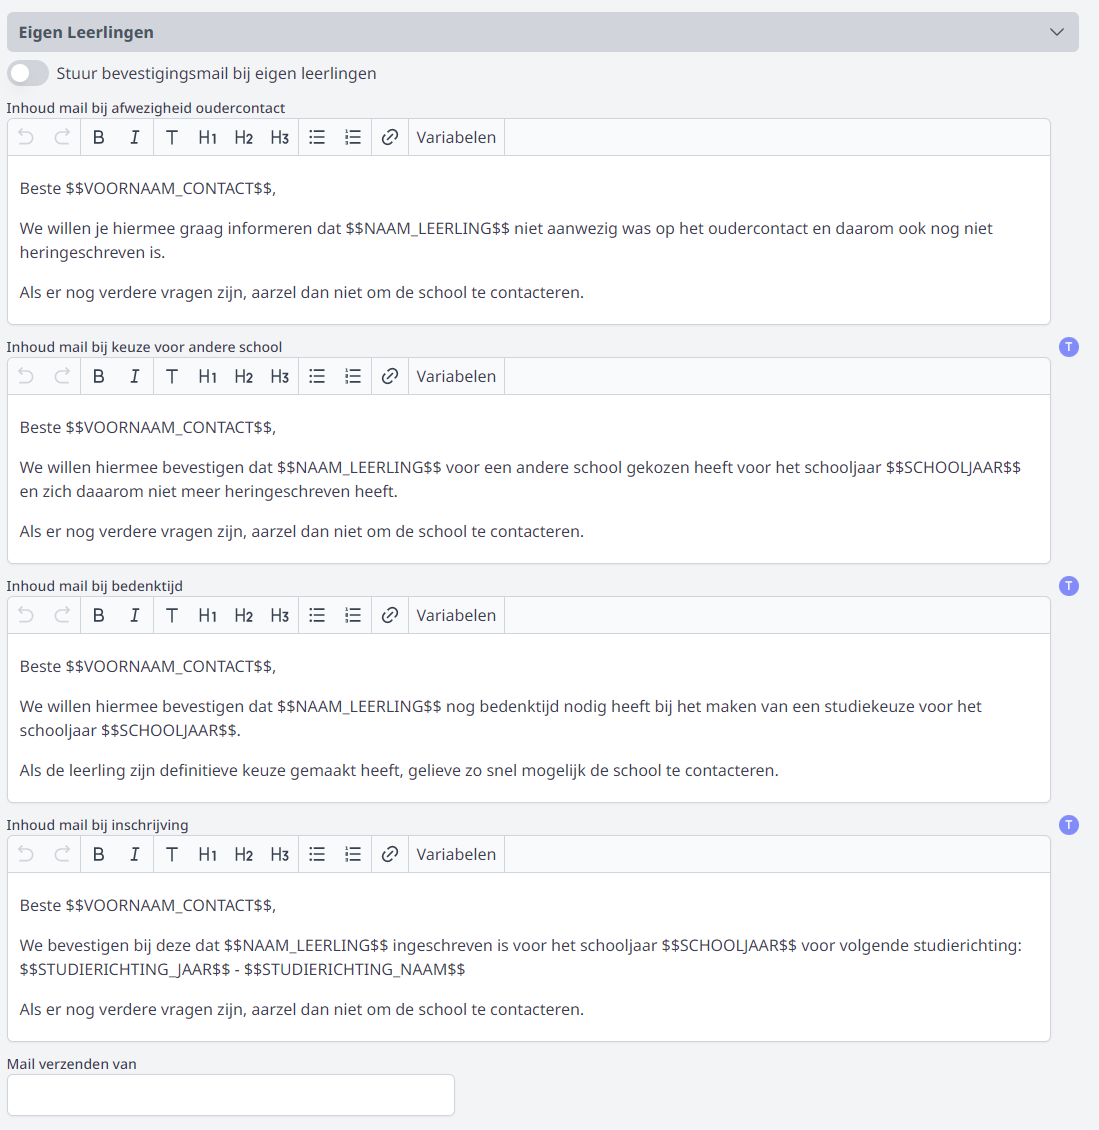 Eigen Leerlingen
Stuur bevestigingsmail bij eigen leerlingen
Inhoud mail bij afwezigheid oudercontact
B I T H1 H2 H3 Variabelen
Beste $$VOORNAAM_CONTACT$$,
We willen je hiermee graag informeren dat $$NAAM_LEERLING$$ niet aanwezig was op het oudercontact en daarom ook nog niet
heringeschreven is.
Als er nog verdere vragen zijn, aarzel dan niet om de school te contacteren.
Inhoud mail bij keuze voor andere school
T
B I T H1 H2 H3 Variabelen
Beste $$VOORNAAM_CONTACT$$,
We willen hiermee bevestigen dat $$NAAM_LEERLING$$ voor een andere school gekozen heeft voor het schooljaar $$SCHOOLJAAR$$
en zich daaarom niet meer heringeschreven heeft.
Als er nog verdere vragen zijn, aarzel dan niet om de school te contacteren.
Inhoud mail bij bedenktijd
T
B I T H1 H2 H3 Variabelen
Beste $$VOORNAAM_CONTACT$$,
We willen hiermee bevestigen dat $$NAAM_LEERLING$$ nog bedenktijd nodig heeft bij het maken van een studiekeuze voor het
schooljaar $$SCHOOLJAAR$$.
Als de leerling zijn definitieve keuze gemaakt heeft, gelieve zo snel mogelijk de school te contacteren.
Inhoud mail bij inschrijving
T
B I T H1 H2 H3 Variabelen
Beste $$VOORNAAM_CONTACT$$,
We bevestigen bij deze dat $$NAAM_LEERLING$$ ingeschreven is voor het schooljaar $$SCHOOLJAAR$$ voor volgende studierichting:
$$STUDIERICHTING_JAAR$$ - $$STUDIERICHTING_NAAM$$
Als er nog verdere vragen zijn, aarzel dan niet om de school te contacteren.
Mail verzenden van